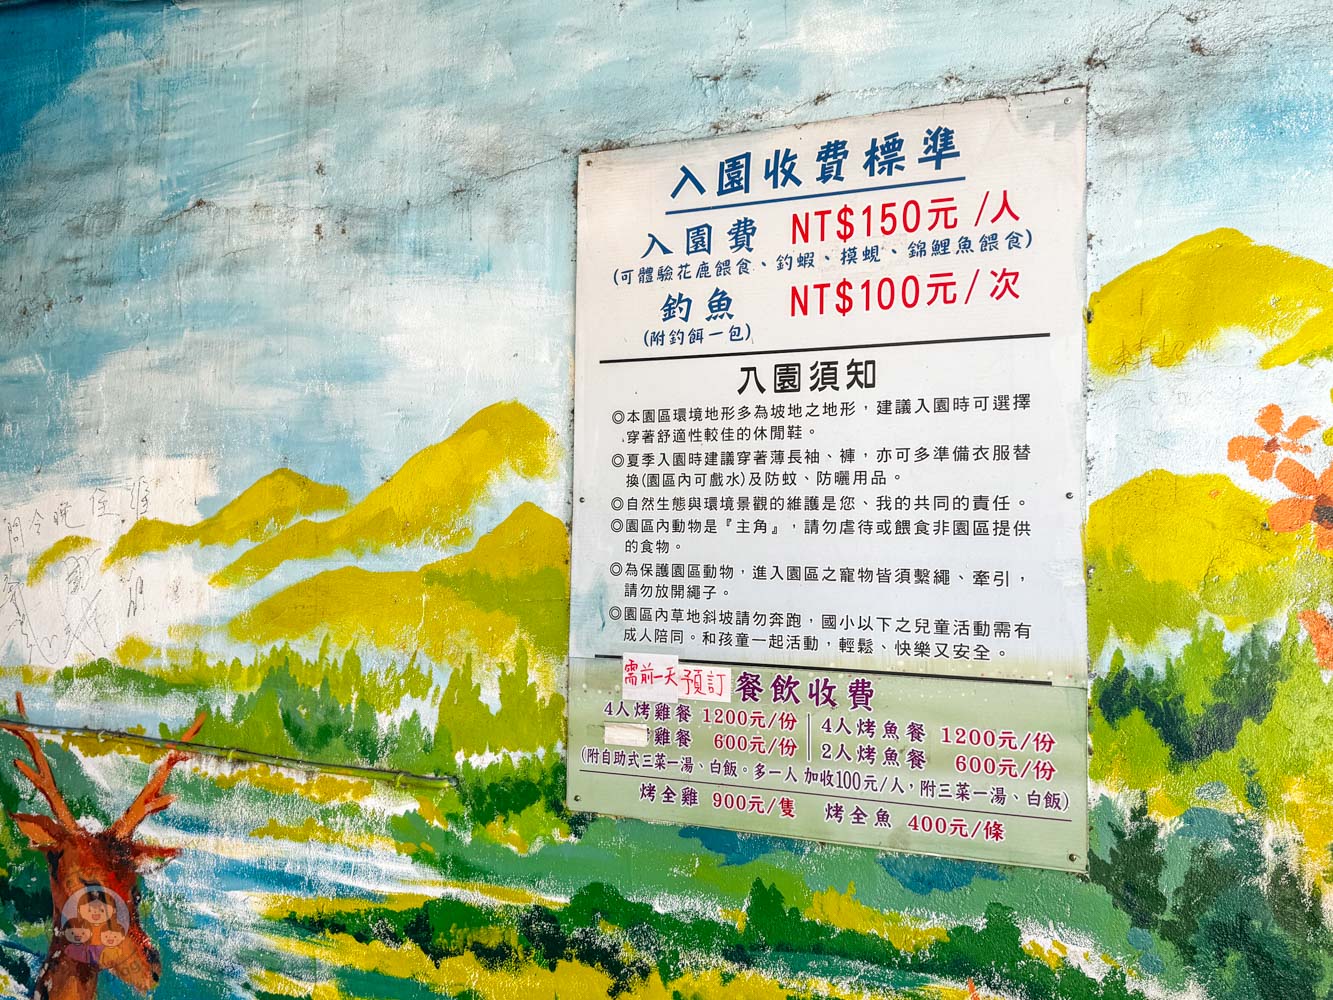 入園收費標準
入園費 NT$150元/人
(可體驗花鹿餵食、釣蝦、摸蜆、錦鯉魚餵食)
釣魚 NT$100元/次
(附釣餌一包)
入園須知
◎本園區環境地形多為坡地之地形，建議入園時可選擇
穿著舒適性較佳的休閒鞋。
◎夏季入園時建議穿著薄長袖、褲，亦可多準備衣服替
換(園區內可戲水)及防蚊、防曬用品。
◎自然生態與環境景觀的維護是您、我的共同的責任。
◎園區內動物是『主角』，請勿虐待或餵食非園區提供
的食物。
◎為保護園區動物，進入園區之寵物皆須繫繩、牽引，
請勿放開繩子。
◎園區內草地斜坡請勿奔跑，國小以下之兒童活動需有
成人陪同。和孩童一起活動，輕鬆、快樂又安全。
需前一天預訂 餐飲收費
4人烤雞餐 1200元/份 4人烤魚餐 1200元/份
雞餐 600元/份 2人烤魚餐 600元/份
(附自助式三菜一湯、白飯。多一人加收100元/人，附三菜一湯、白飯)
烤全雞 900元/隻 烤全魚 400元/條
問今晚住